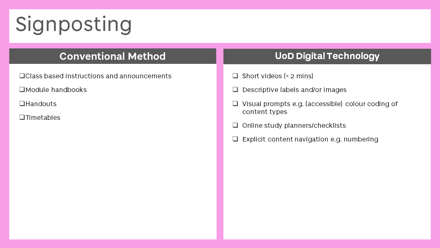 Signposting
Conventional Method
❑Class based instructions and announcements
❑Module handbooks
❑Handouts
❑Timetables
UoD Digital Technology
❑ Short videos (< 2 mins)
❑ Descriptive labels and/or images
❑ Visual prompts e.g. (accessible) colour coding of
content types
❑ Online study planners/checklists
❑ Explicit content navigation e.g. numbering